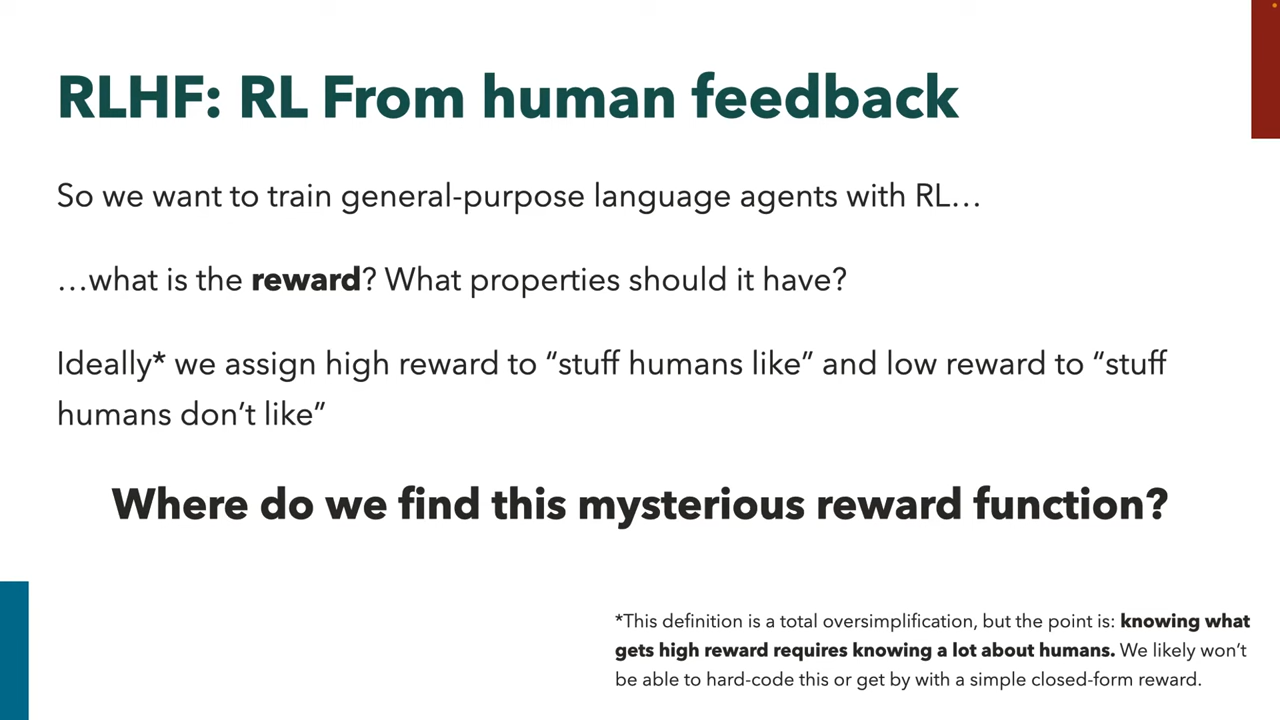 RLHF: RL From human feedback
So we want to train general-purpose language agents with RL…
…what is the reward? What properties should it have?
Ideally* we assign high reward to “stuff humans like” and low reward to “stuff
humans don’t like”
Where do we find this mysterious reward function?
*This definition is a total oversimplification, but the point is: knowing what
gets high reward requires knowing a lot about humans. We likely won’t
be able to hard-code this or get by with a simple closed-form reward.